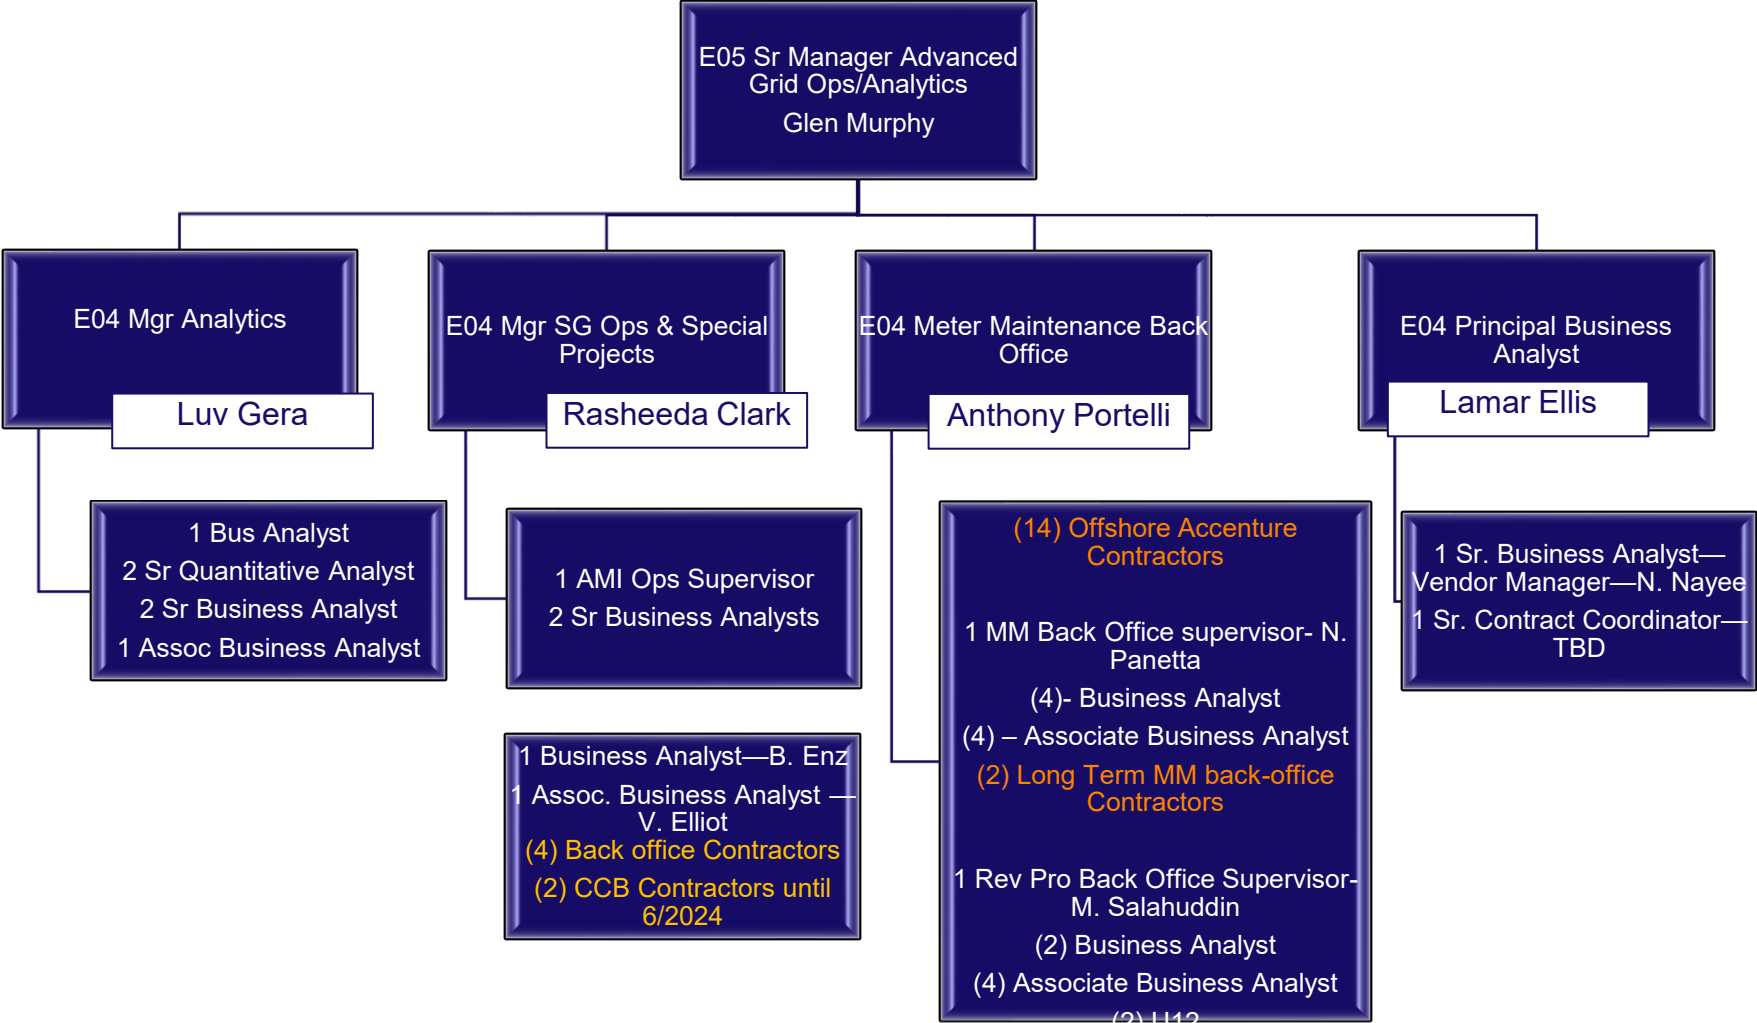 E05 Sr Manager Advanced
Grid Ops/Analytics
Glen Murphy
E04 Mgr Analytics
Luv Gera
E04 Mgr SG Ops & Special
Projects
Rasheeda Clark
E04 Meter Maintenance Back
Office
Anthony Portelli
E04 Principal Business
Analyst
Lamar Ellis
1 Bus Analyst
2 Sr Quantitative Analyst
2 Sr Business Analyst
1 Assoc Business Analyst
1 AMI Ops Supervisor
2 Sr Business Analysts
1 Business Analyst—B. Enz
1 Assoc. Business Analyst —
V. Elliot
(4) Back office Contractors
(2) CCB Contractors until
6/2024
(14) Offshore Accenture
Contractors
1 MM Back Office supervisor- N.
Panetta
(4)- Business Analyst
(4) – Associate Business Analyst
(2) Long Term MM back-office
Contractors
1 Rev Pro Back Office Supervisor-
M. Salahuddin
(2) Business Analyst
(4) Associate Business Analyst
(2) U12
1 Sr. Business Analyst—
Vendor Manager—N. Nayee
1 Sr. Contract Coordinator—
TBD